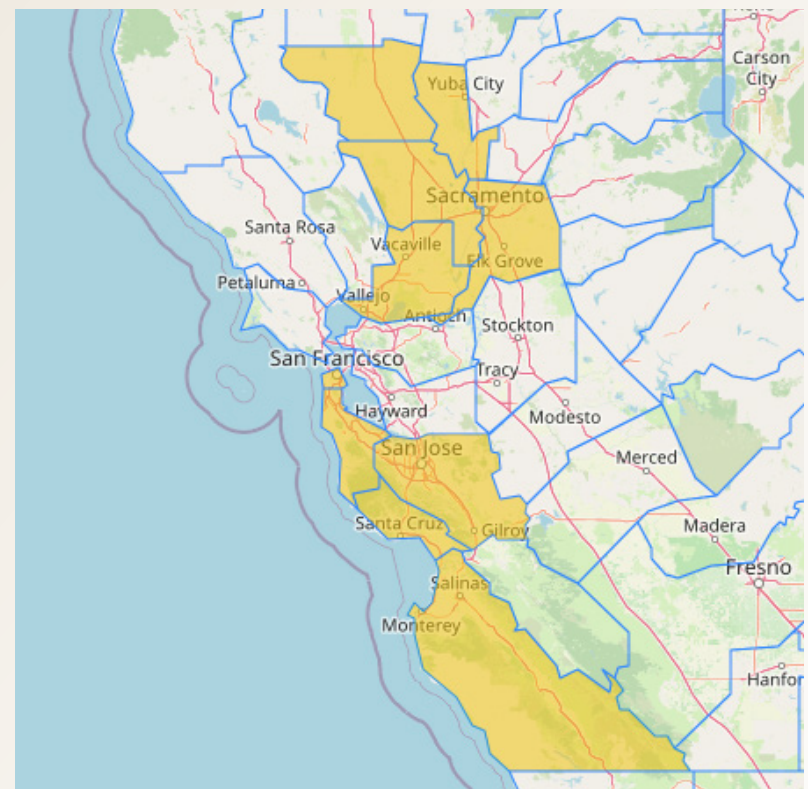 Carson
City
Yuba City
Sacramento
Santa Rosa
Vacaville
Elk Grove
Petaluma
Vallejo
Antioch
Stockton
San Francisco
Tracy
Hayward
Modesto
San Jose
Merced
Santa Cruz
Gilroy
Madera
Fresno
Salinas
Monterey
Hanfor